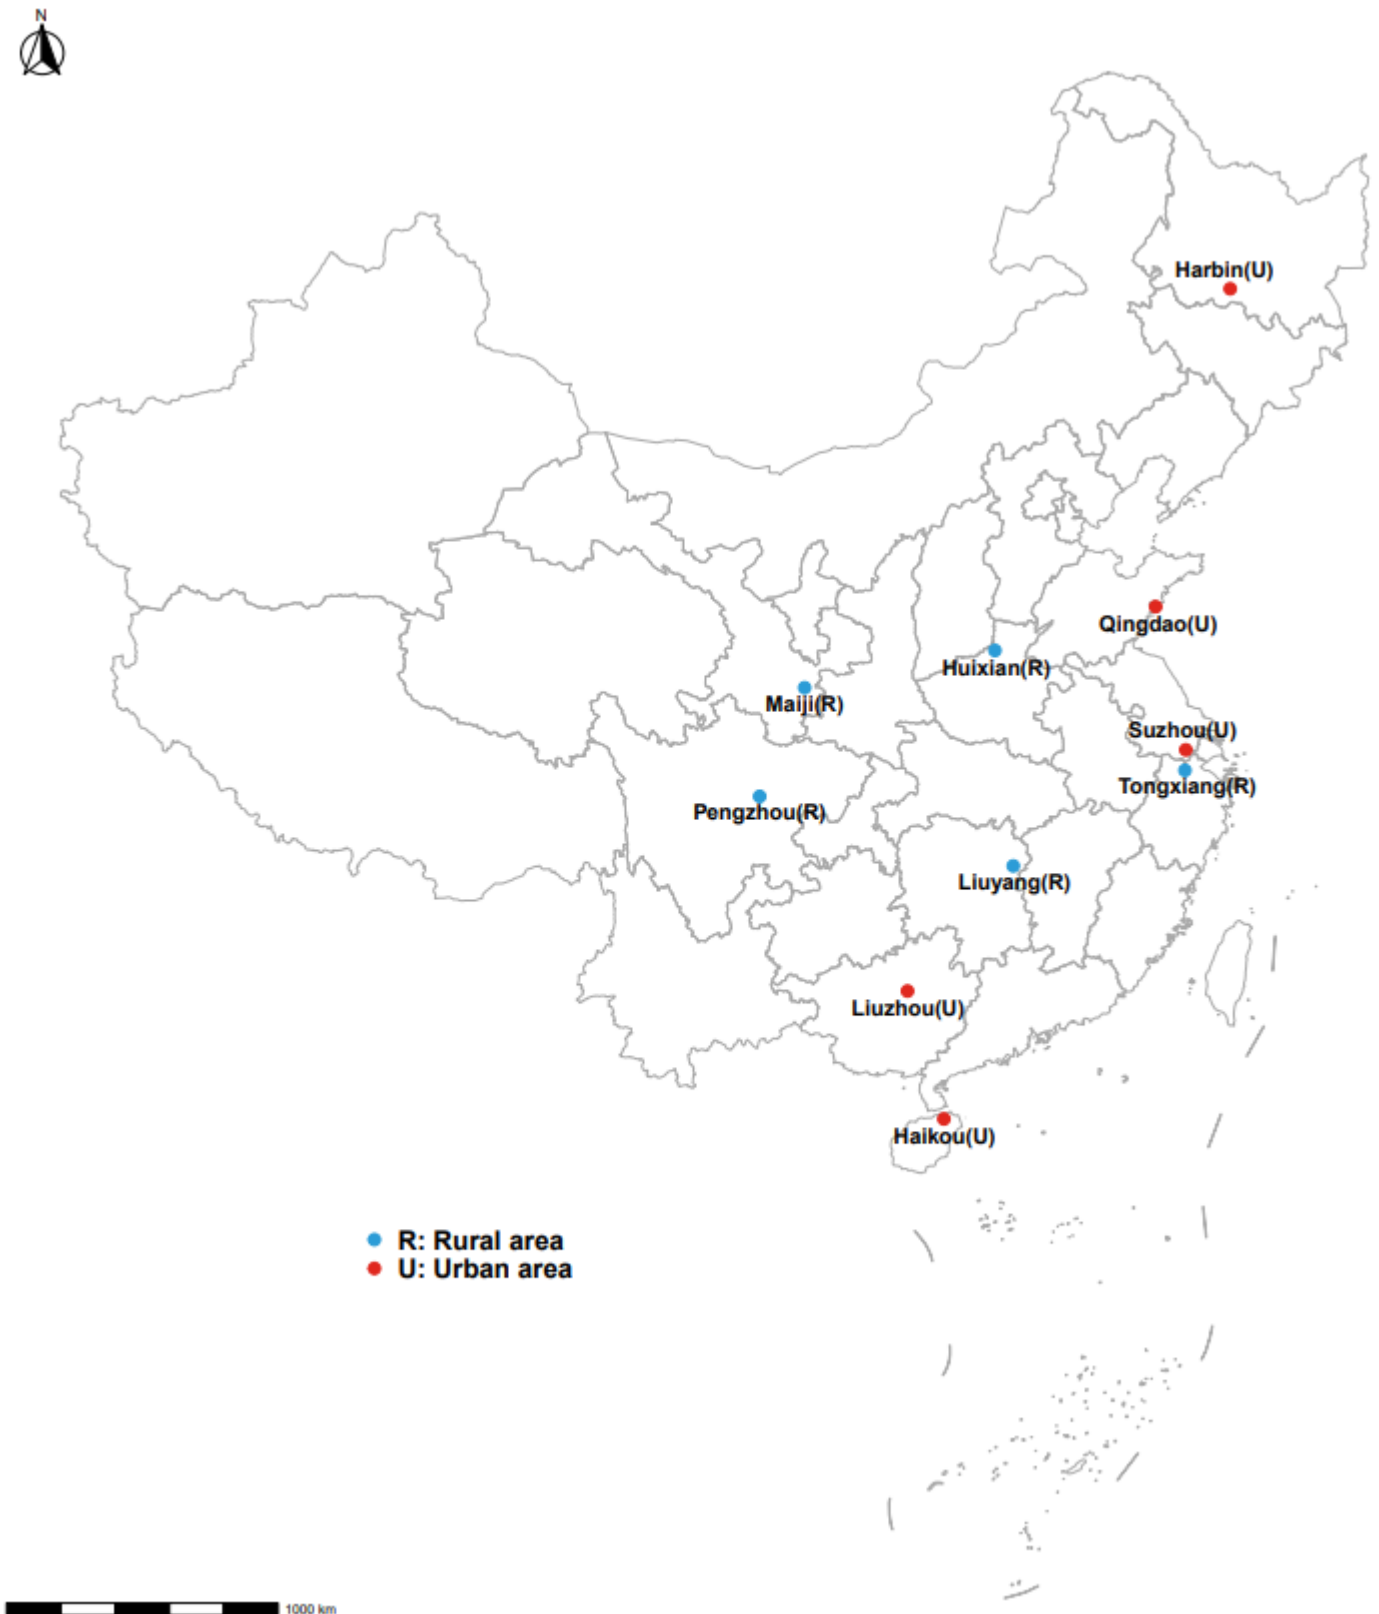 N
Harbin(U)
Qingdao(U)
Huixian(R)
Maiji(R)
Suzhou(U)
Tongxiang(R)
Pengzhou(R)
Liuyang(R)
Liuzhou(U)
Haikou(U)
R: Rural area
U: Urban area
1000 km